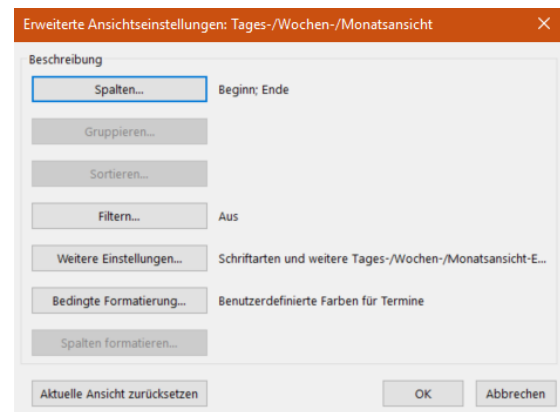 Erweiterte Ansichtseinstellungen: Tages-/Wochen-/Monatsansicht
Beschreibung
Spalten... Beginn; Ende
Gruppieren...
Sortieren...
Filtern... Aus
Weitere Einstellungen... Schriftarten und weitere Tages-/Wochen-/Monatsansicht-E...
Bedingte Formatierung... Benutzerdefinierte Farben für Termine
Spalten formatieren...
Aktuelle Ansicht zurücksetzen OK Abbrechen